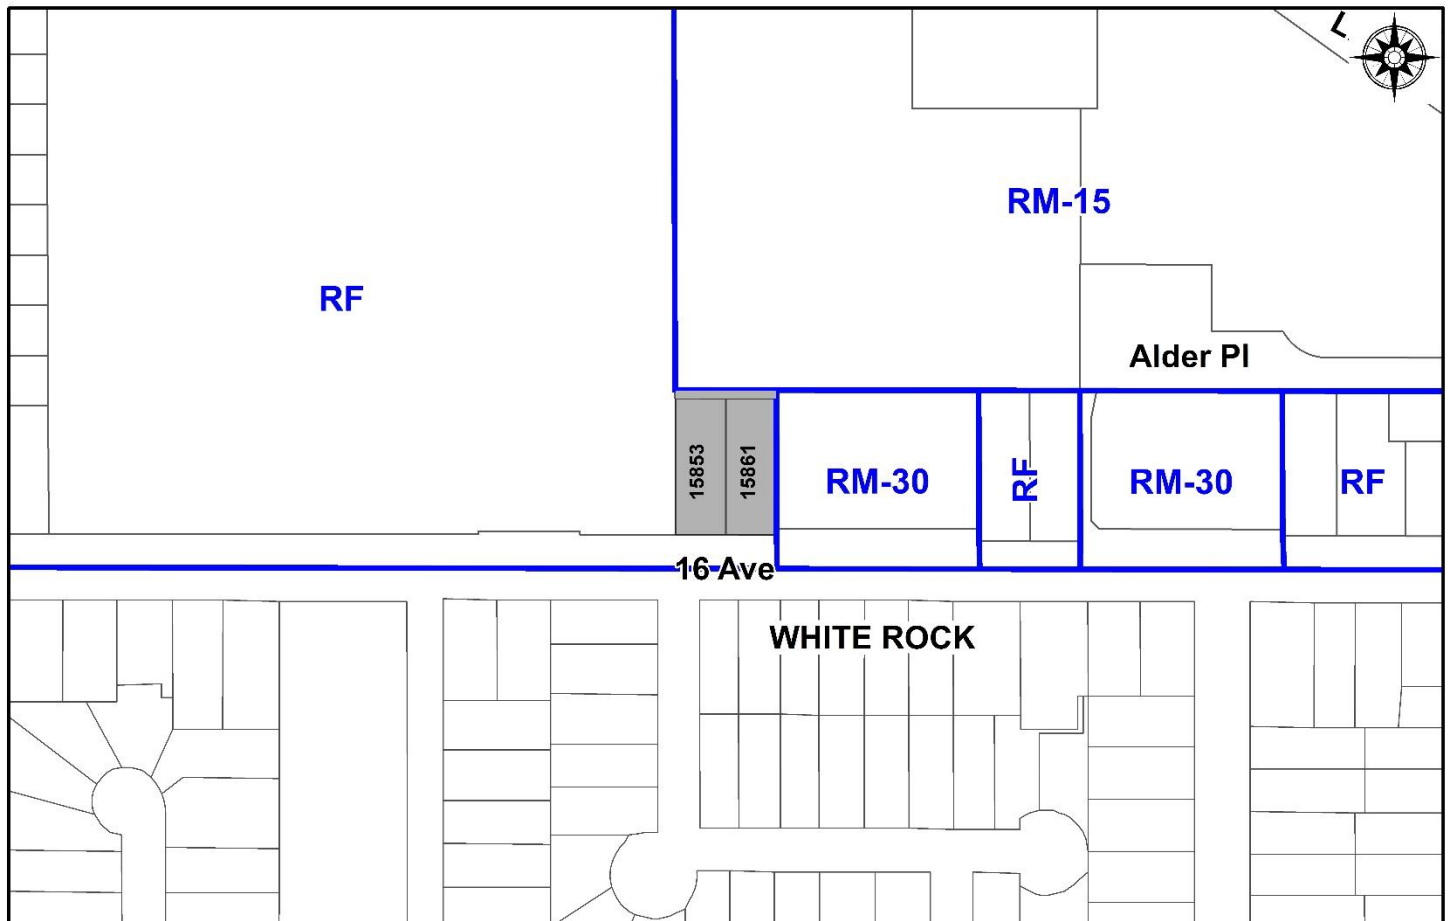 L
RM-15
RF
Alder Pl
15853
15861
RM-30
RF
RM-30
RF
16 Ave
WHITE ROCK